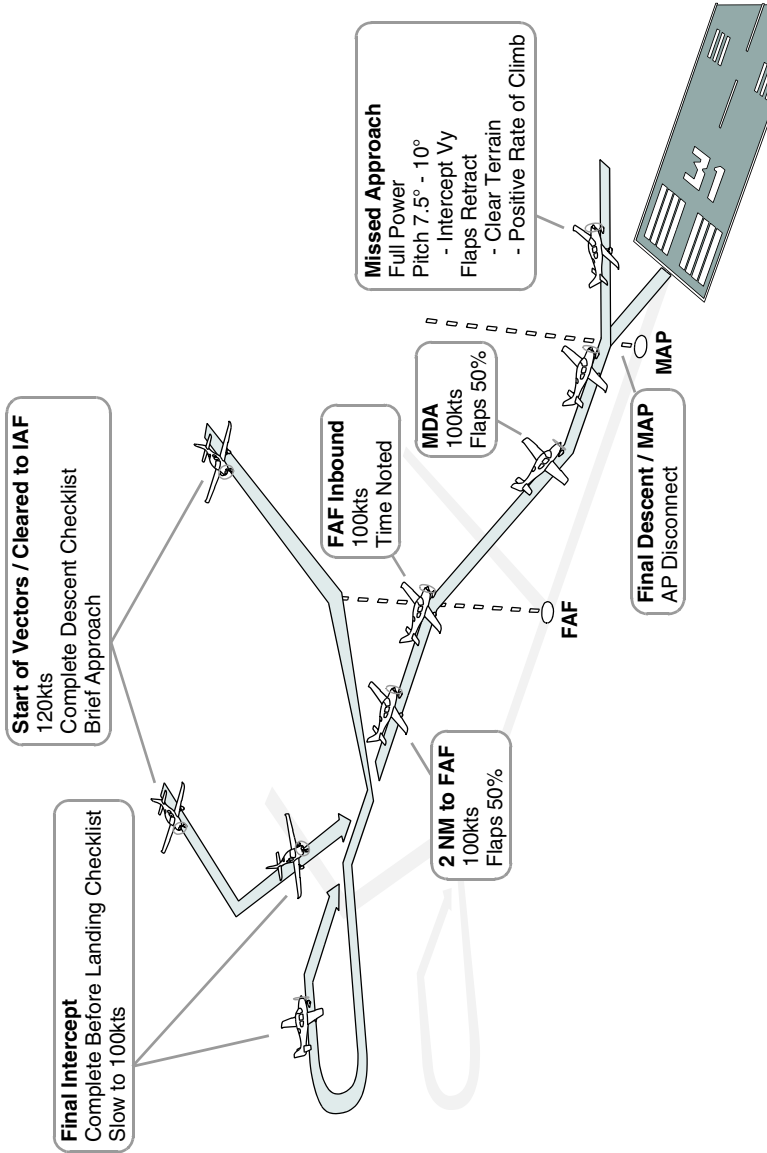 Start of Vectors / Cleared to IAF
120kts
Complete Descent Checklist
Brief Approach
Final Intercept
Complete Before Landing Checklist
Slow to 100kts
FAF Inbound
100kts
Time Noted
2 NM to FAF
100kts
Flaps 50%
FAF
MDA
100kts
Flaps 50%
Missed Approach
Full Power
Pitch 7.5° - 10°
- Intercept Vy
Flaps Retract
- Clear Terrain
- Positive Rate of Climb
Final Descent / MAP
AP Disconnect
MAP
31